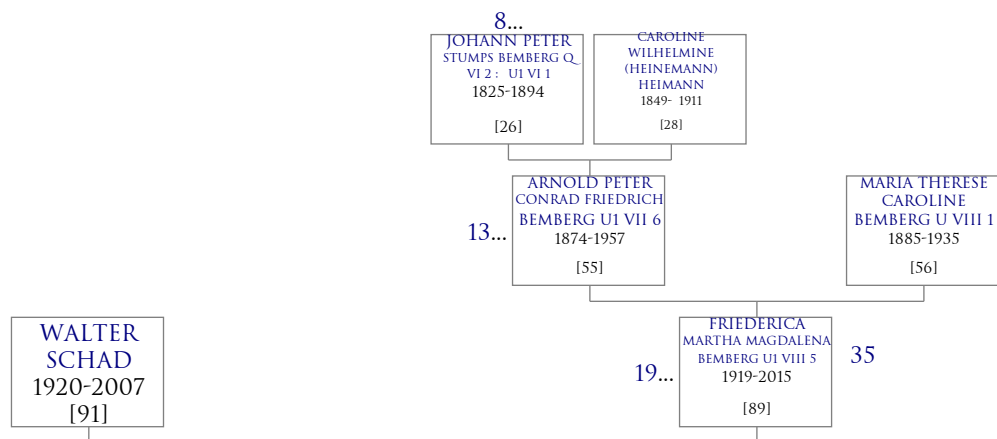 8...
JOHANN PETER
STUMPS BEMBERG Q
VI 2 : U1 VI 1
1825-1894
[26]
CAROLINE
WILHELMINE
(HEINEMANN)
HEIMANN
1849- 1911
[28]
13...
ARNOLD PETER
CONRAD FRIEDRICH
BEMBERG U1 VII 6
1874-1957
[55]
MARIA THERESE
CAROLINE
BEMBERG U VIII 1
1885-1935
[56]
WALTER
SCHAD
1920-2007
[91]
19...
FRIEDERICA
MARTHA MAGDALENA
BEMBERG U1 VIII 5
1919-2015
[89]
35